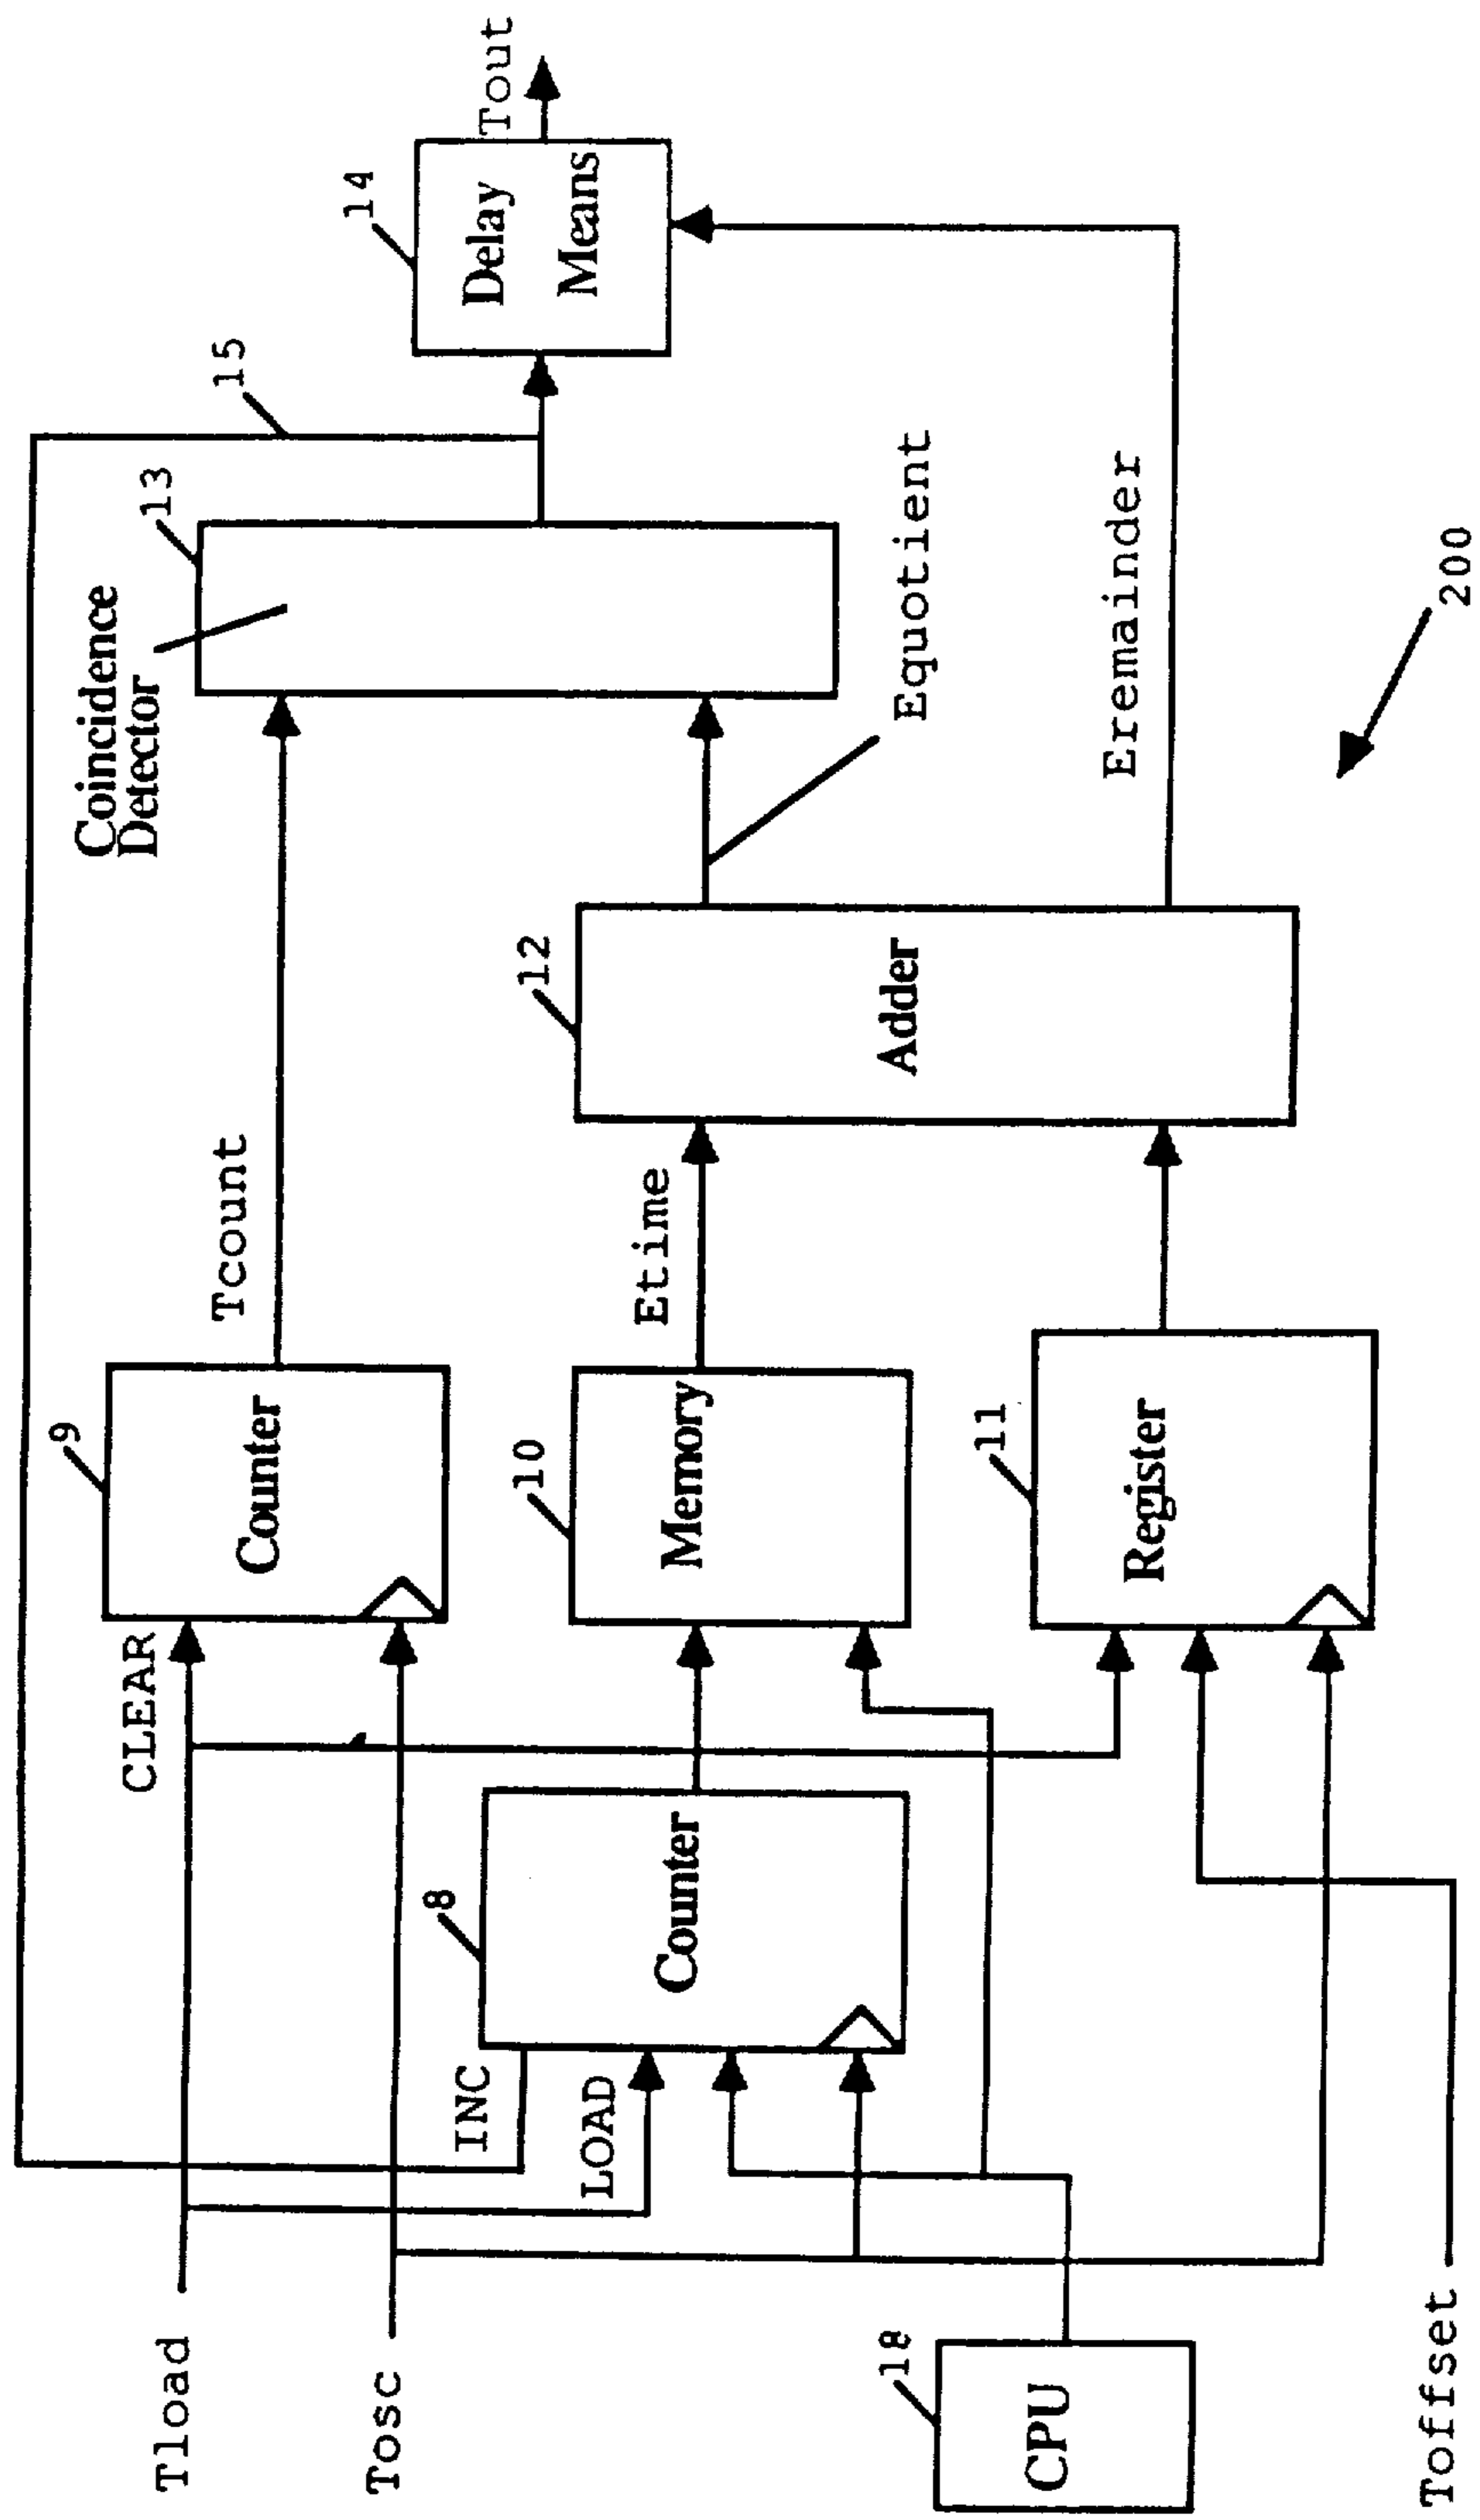 Tload
Tosc
CPU
18
Toffset
INC
LOAD
Counter
8
CLEAR
Counter
9
Memory
10
Register
11
Tcount
Etime
Adder
12
Coincidence
Detector
13
Equotient
Eremainder
15
Delay
Means
14
Tout
200